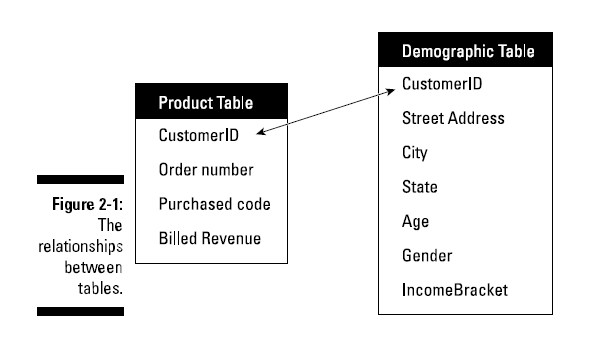 Demographic Table
CustomerID
Street Address
City
State
Age
Gender
IncomeBracket
Product Table
CustomerID
Order number
Purchased code
Billed Revenue
Figure 2-1:
The
relationships
between
tables.